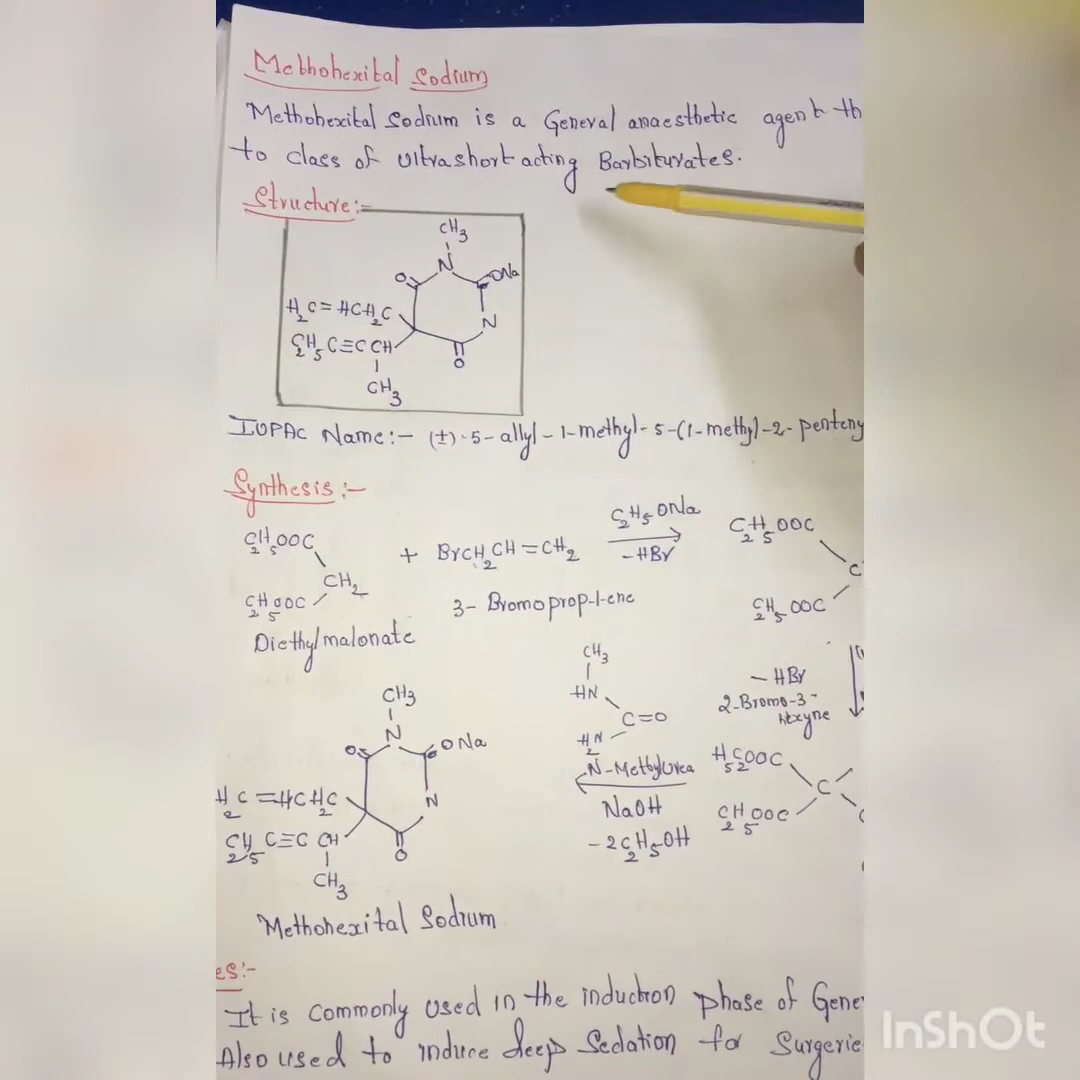 Methohexital Sodium
Methohexital Sodium is a General anaesthetic agent th
to class of ultrashort acting Barbiturates.
Structure:-
CH3
N
O
ONa
H2C=HCH2C
N
C2H5C≡C CH
O
CH3
IUPAC Name:- (±)-5-allyl-1-methyl-5-(1-methyl-2-penteny
Synthesis:-
C2H5OOC
CH2
C2H5OOC
Diethylmalonate
+ BrCH2CH=CH2
3-Bromoprop-1-ene
C2H5ONa
-HBr
C2H5OOC
C
C2H5OOC
-HBr
2-Bromo-3-
hexyne
H5C2OOC
C
C2H5OOC
CH3
HN
C=O
H2N
N-MethylUrea
NaOH
-2C2H5OH
CH3
N
O
ONa
H2C=HCH2C
N
C2H5C≡C CH
O
CH3
Methohexital Sodium
es:-
It is commonly used in the induction phase of Gene
Also used to induce deep Sedation for Surgerie
InShOt